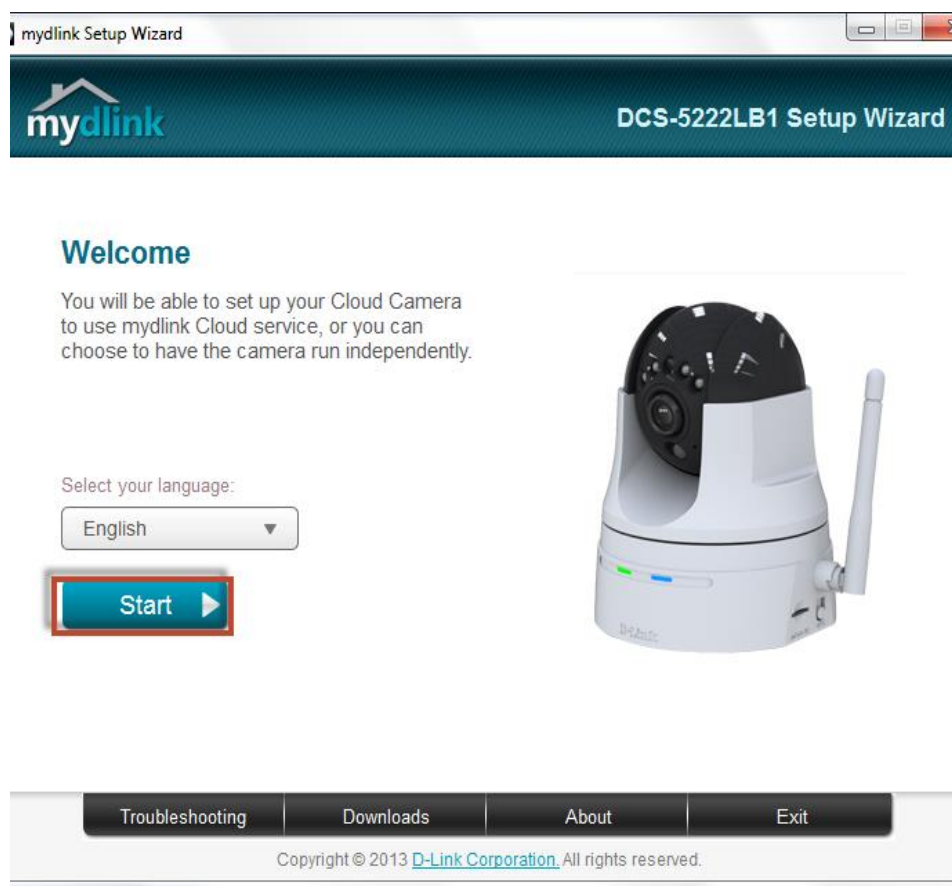 mydlink Setup Wizard
mydlink
DCS-5222LB1 Setup Wizard
Welcome
You will be able to set up your Cloud Camera
to use mydlink Cloud service, or you can
choose to have the camera run independently.
Select your language:
English
Start
D-Link
Troubleshooting
Downloads
About
Exit
Copyright © 2013 D-Link Corporation. All rights reserved.